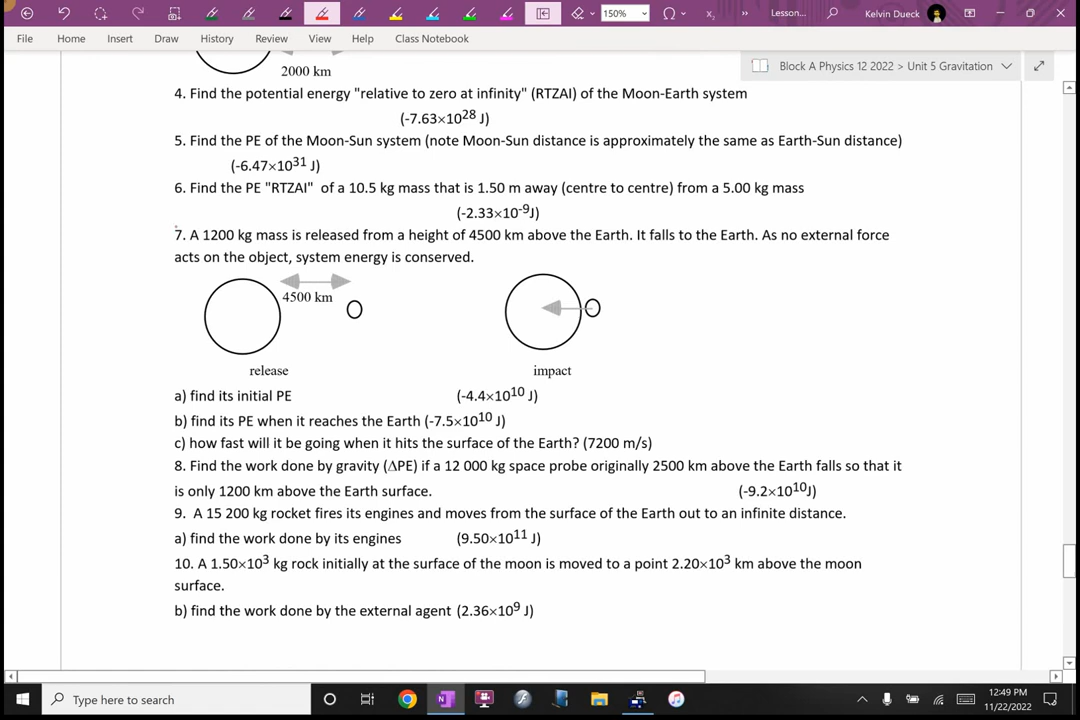 150%
Lesson...
Kelvin Dueck
File Home Insert Draw History Review View Help Class Notebook
Block A Physics 12 2022 > Unit 5 Gravitation
2000 km
4. Find the potential energy "relative to zero at infinity" (RTZAI) of the Moon-Earth system
(-7.63×10²⁸ J)
5. Find the PE of the Moon-Sun system (note Moon-Sun distance is approximately the same as Earth-Sun distance)
(-6.47×10³¹ J)
6. Find the PE "RTZAI" of a 10.5 kg mass that is 1.50 m away (centre to centre) from a 5.00 kg mass
(-2.33×10⁻⁹J)
7. A 1200 kg mass is released from a height of 4500 km above the Earth. It falls to the Earth. As no external force
acts on the object, system energy is conserved.
4500 km
release
impact
a) find its initial PE (-4.4×10¹⁰ J)
b) find its PE when it reaches the Earth (-7.5×10¹⁰ J)
c) how fast will it be going when it hits the surface of the Earth? (7200 m/s)
8. Find the work done by gravity (ΔPE) if a 12 000 kg space probe originally 2500 km above the Earth falls so that it
is only 1200 km above the Earth surface. (-9.2×10¹⁰J)
9. A 15 200 kg rocket fires its engines and moves from the surface of the Earth out to an infinite distance.
a) find the work done by its engines (9.50×10¹¹ J)
10. A 1.50×10³ kg rock initially at the surface of the moon is moved to a point 2.20×10³ km above the moon
surface.
b) find the work done by the external agent (2.36×10⁹ J)
Type here to search
12:49 PM
11/22/2022